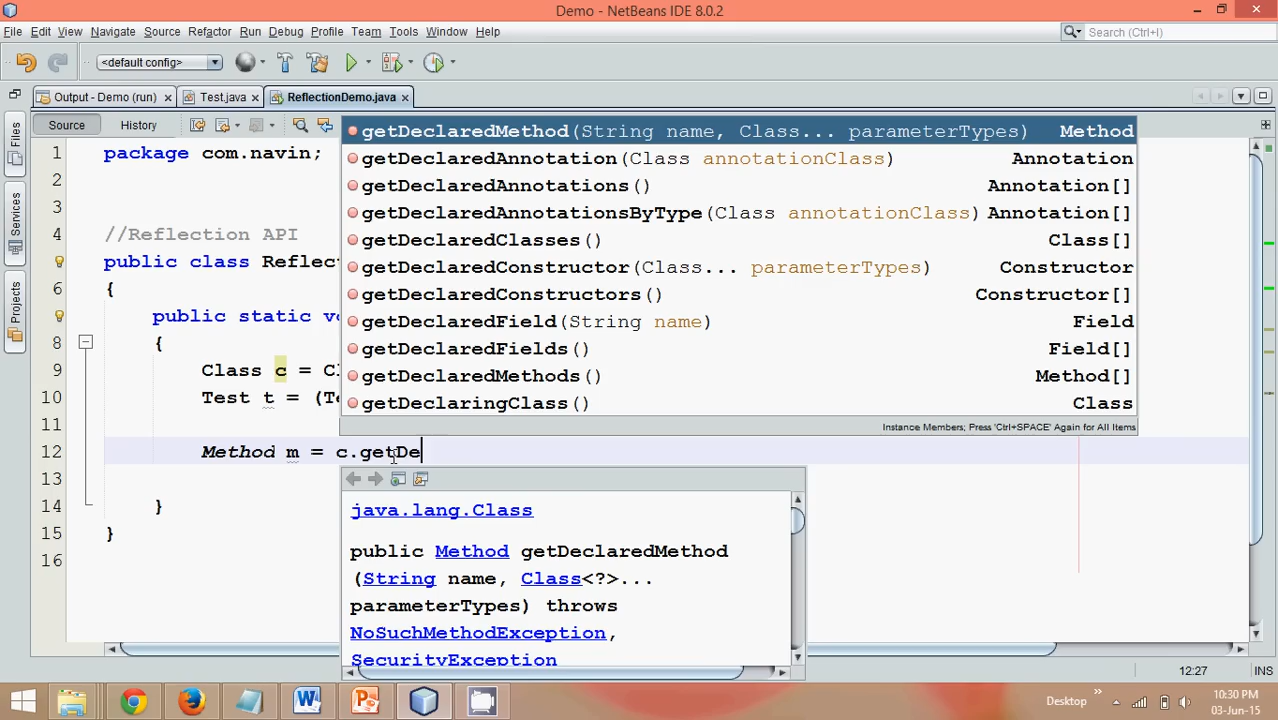 Demo - NetBeans IDE 8.0.2
File Edit View Navigate Source Refactor Run Debug Profile Team Tools Window Help
Search (Ctrl+I)
<default config>
Output - Demo (run) Test.java ReflectionDemo.java
Source History
Files
Services
Projects
1 package com.navin;
2
3
4 //Reflection API
5 public class Reflect
6 {
public static vo
8 {
9 Class c = Cl
10 Test t = (Te
11
12 Method m = c.getDe
13
14 }
15 }
16
getDeclaredMethod(String name, Class... parameterTypes) Method
getDeclaredAnnotation(Class annotationClass) Annotation
getDeclaredAnnotations() Annotation[]
getDeclaredAnnotationsByType(Class annotationClass) Annotation[]
getDeclaredClasses() Class[]
getDeclaredConstructor(Class... parameterTypes) Constructor
getDeclaredConstructors() Constructor[]
getDeclaredField(String name) Field
getDeclaredFields() Field[]
getDeclaredMethods() Method[]
getDeclaringClass() Class
Instance Members; Press 'Ctrl+SPACE' Again for All Items
java.lang.Class
public Method getDeclaredMethod
(String name, Class<?>...
parameterTypes) throws
NoSuchMethodException,
SecurityException
12:27 INS
Desktop
10:30 PM
03-Jun-15